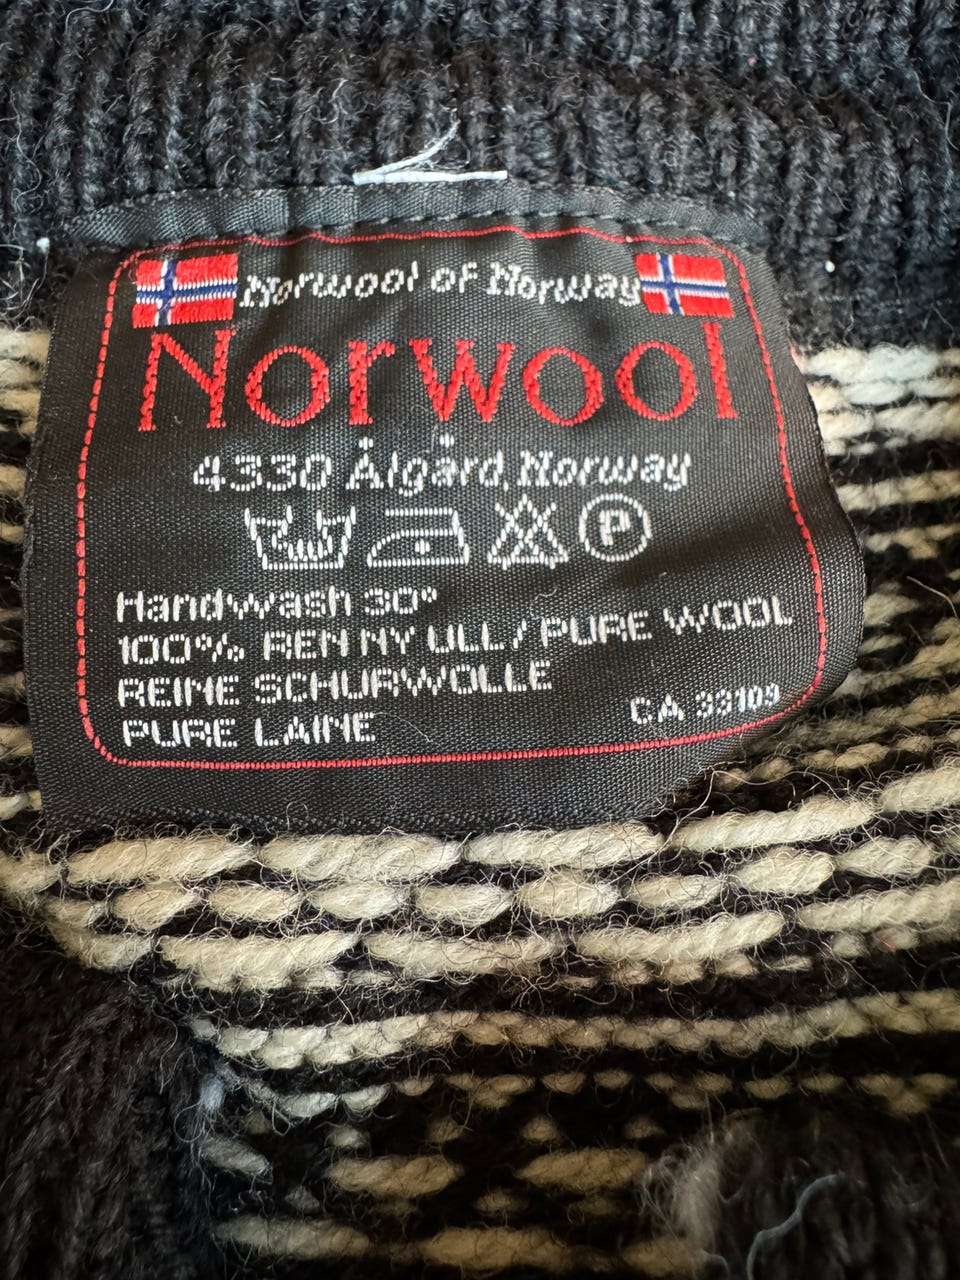 Norwool of Norway
Norwool
4330 Ålgård, Norway
P
Handwash 30°
100% REN NY ULL / PURE WOOL
REINE SCHURWOLLE
PURE LAINE
CA 33109